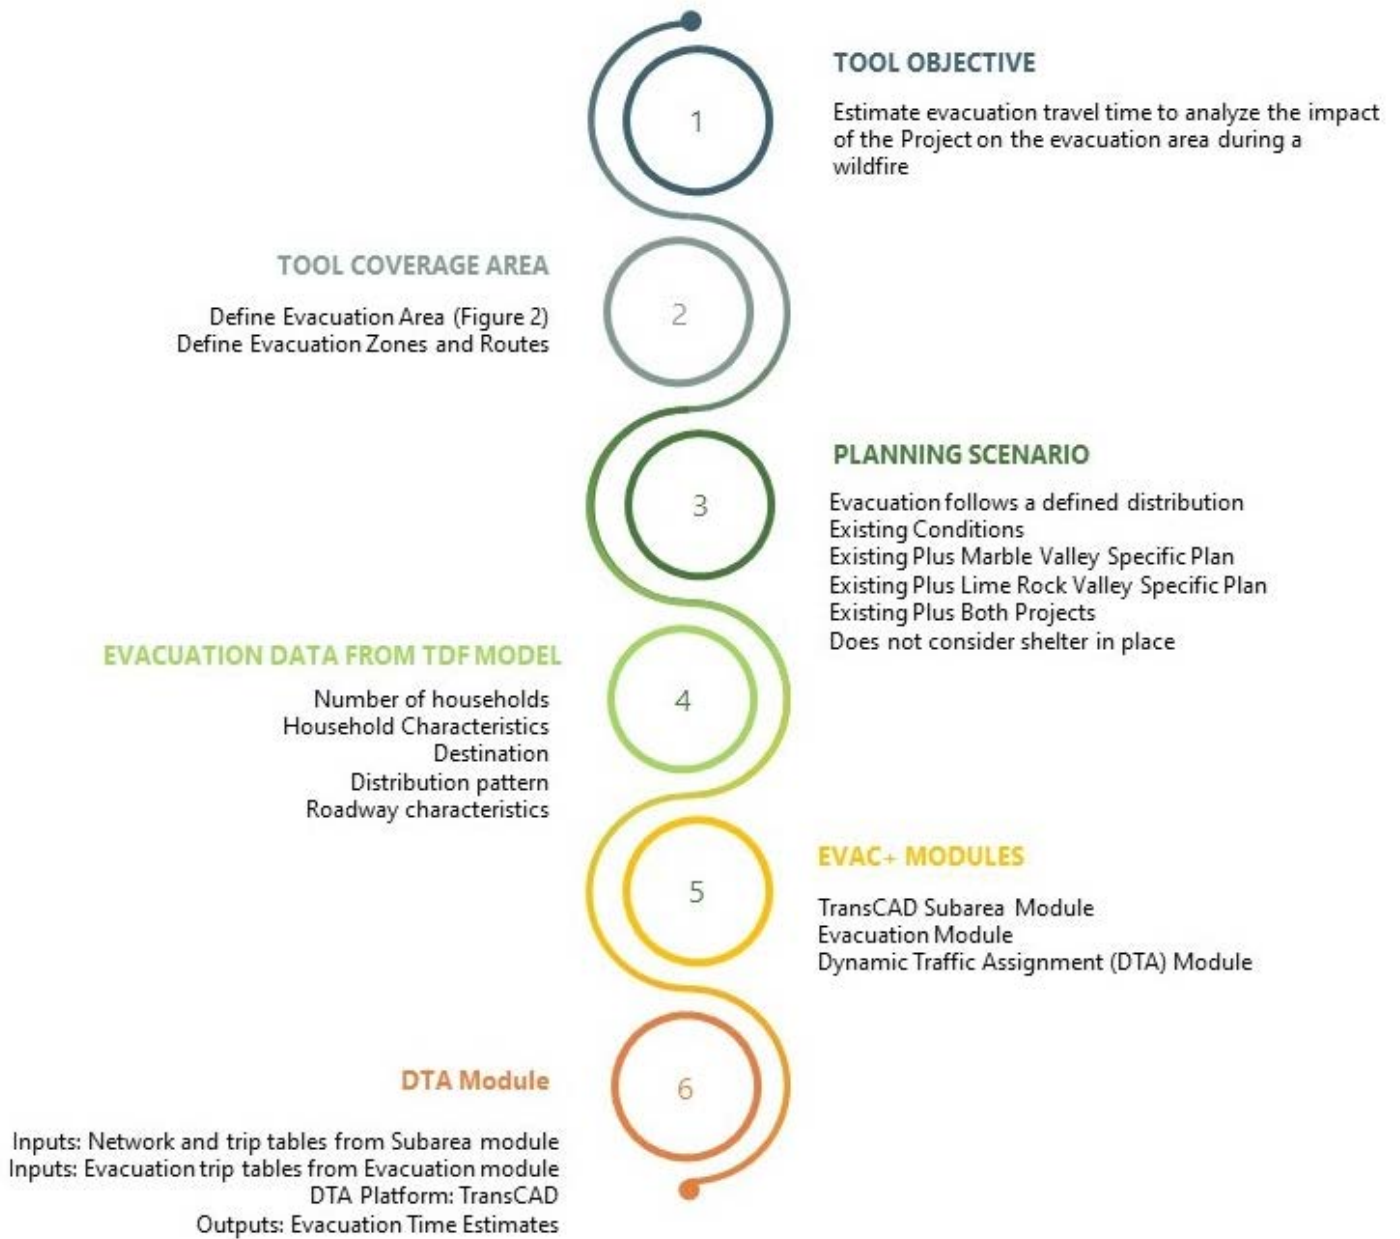 1
TOOL OBJECTIVE
Estimate evacuation travel time to analyze the impact
of the Project on the evacuation area during a
wildfire
TOOL COVERAGE AREA
2
Define Evacuation Area (Figure 2)
Define Evacuation Zones and Routes
3
PLANNING SCENARIO
Evacuation follows a defined distribution
Existing Conditions
Existing Plus Marble Valley Specific Plan
Existing Plus Lime Rock Valley Specific Plan
Existing Plus Both Projects
Does not consider shelter in place
EVACUATION DATA FROM TDF MODEL
4
Number of households
Household Characteristics
Destination
Distribution pattern
Roadway characteristics
5
EVAC+ MODULES
TransCAD Subarea Module
Evacuation Module
Dynamic Traffic Assignment (DTA) Module
DTA Module
6
Inputs: Network and trip tables from Subarea module
Inputs: Evacuation trip tables from Evacuation module
DTA Platform: TransCAD
Outputs: Evacuation Time Estimates